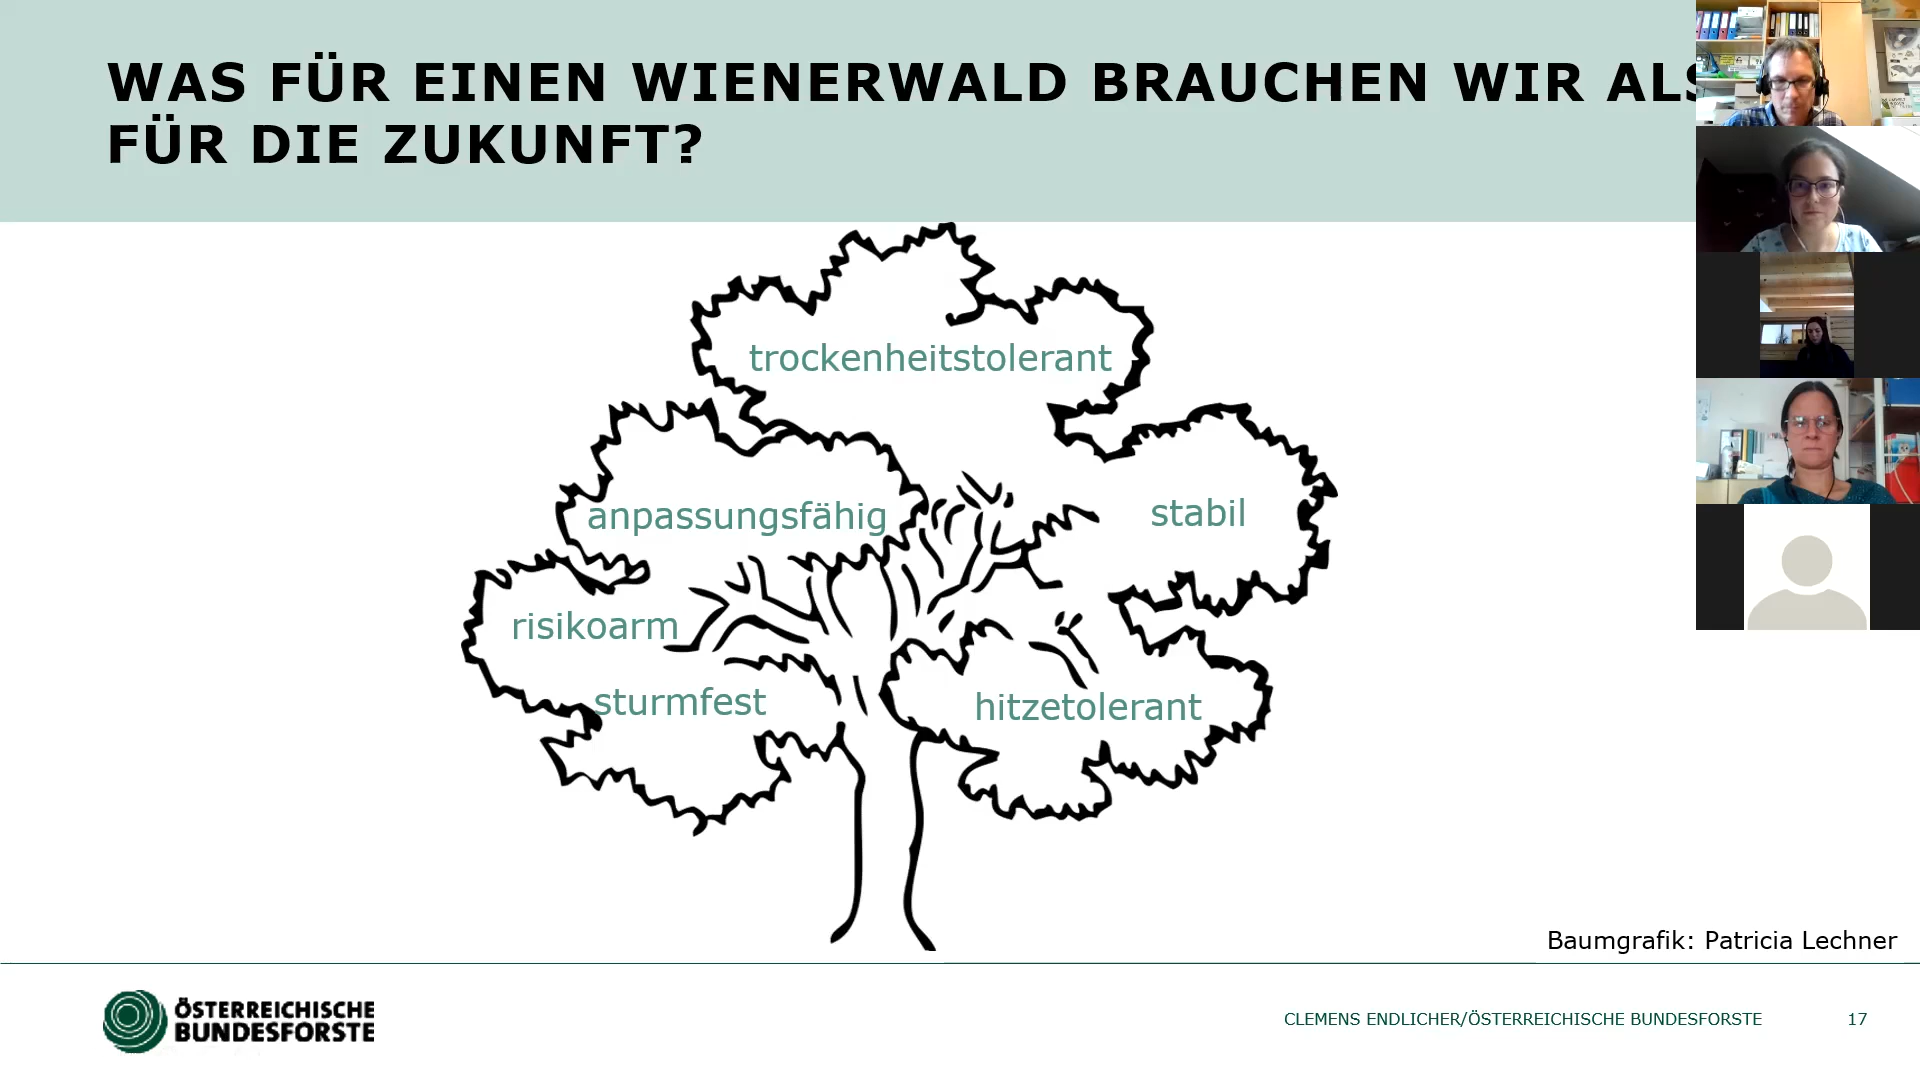 WAS FÜR EINEN WIENERWALD BRAUCHEN WIR ALS
FÜR DIE ZUKUNFT?
trockenheitstolerant
anpassungsfähig
stabil
risikoarm
sturmfest
hitzetolerant
Baumgrafik: Patricia Lechner
ÖSTERREICHISCHE
BUNDESFORSTE
CLEMENS ENDLICHER/ÖSTERREICHISCHE BUNDESFORSTE
17